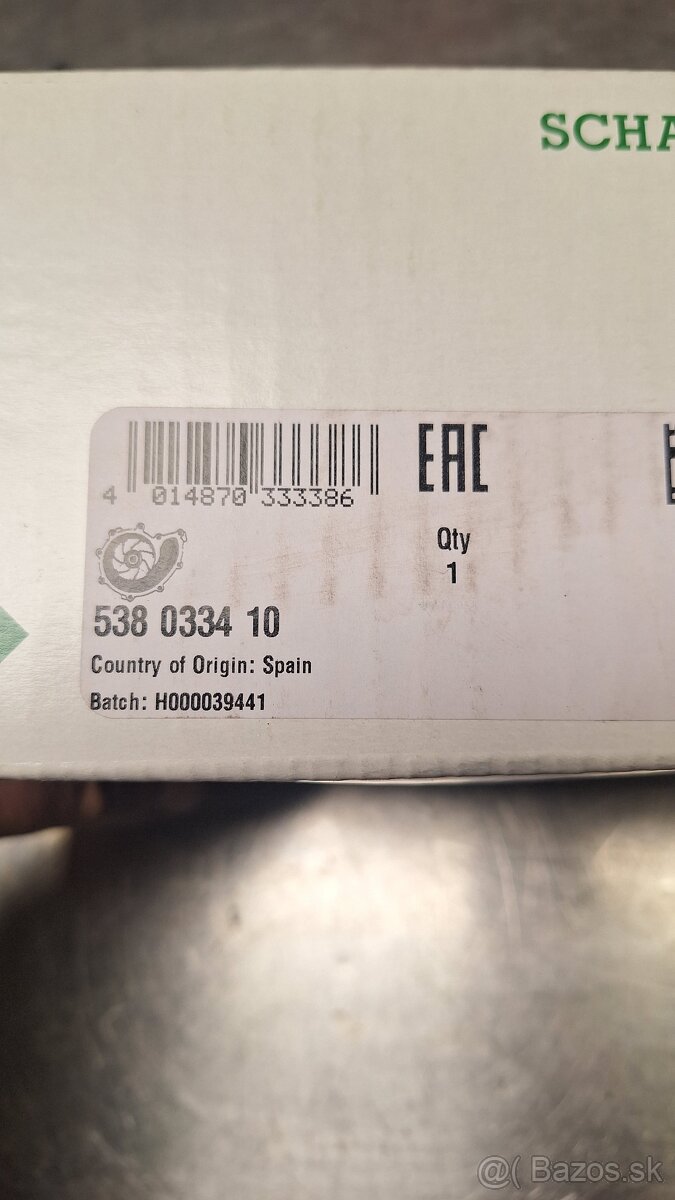 SCHA
EAC
4 014870 333386
Qty
1
538 0334 10
Country of Origin: Spain
Batch: H000039441
@( Bazos.sk